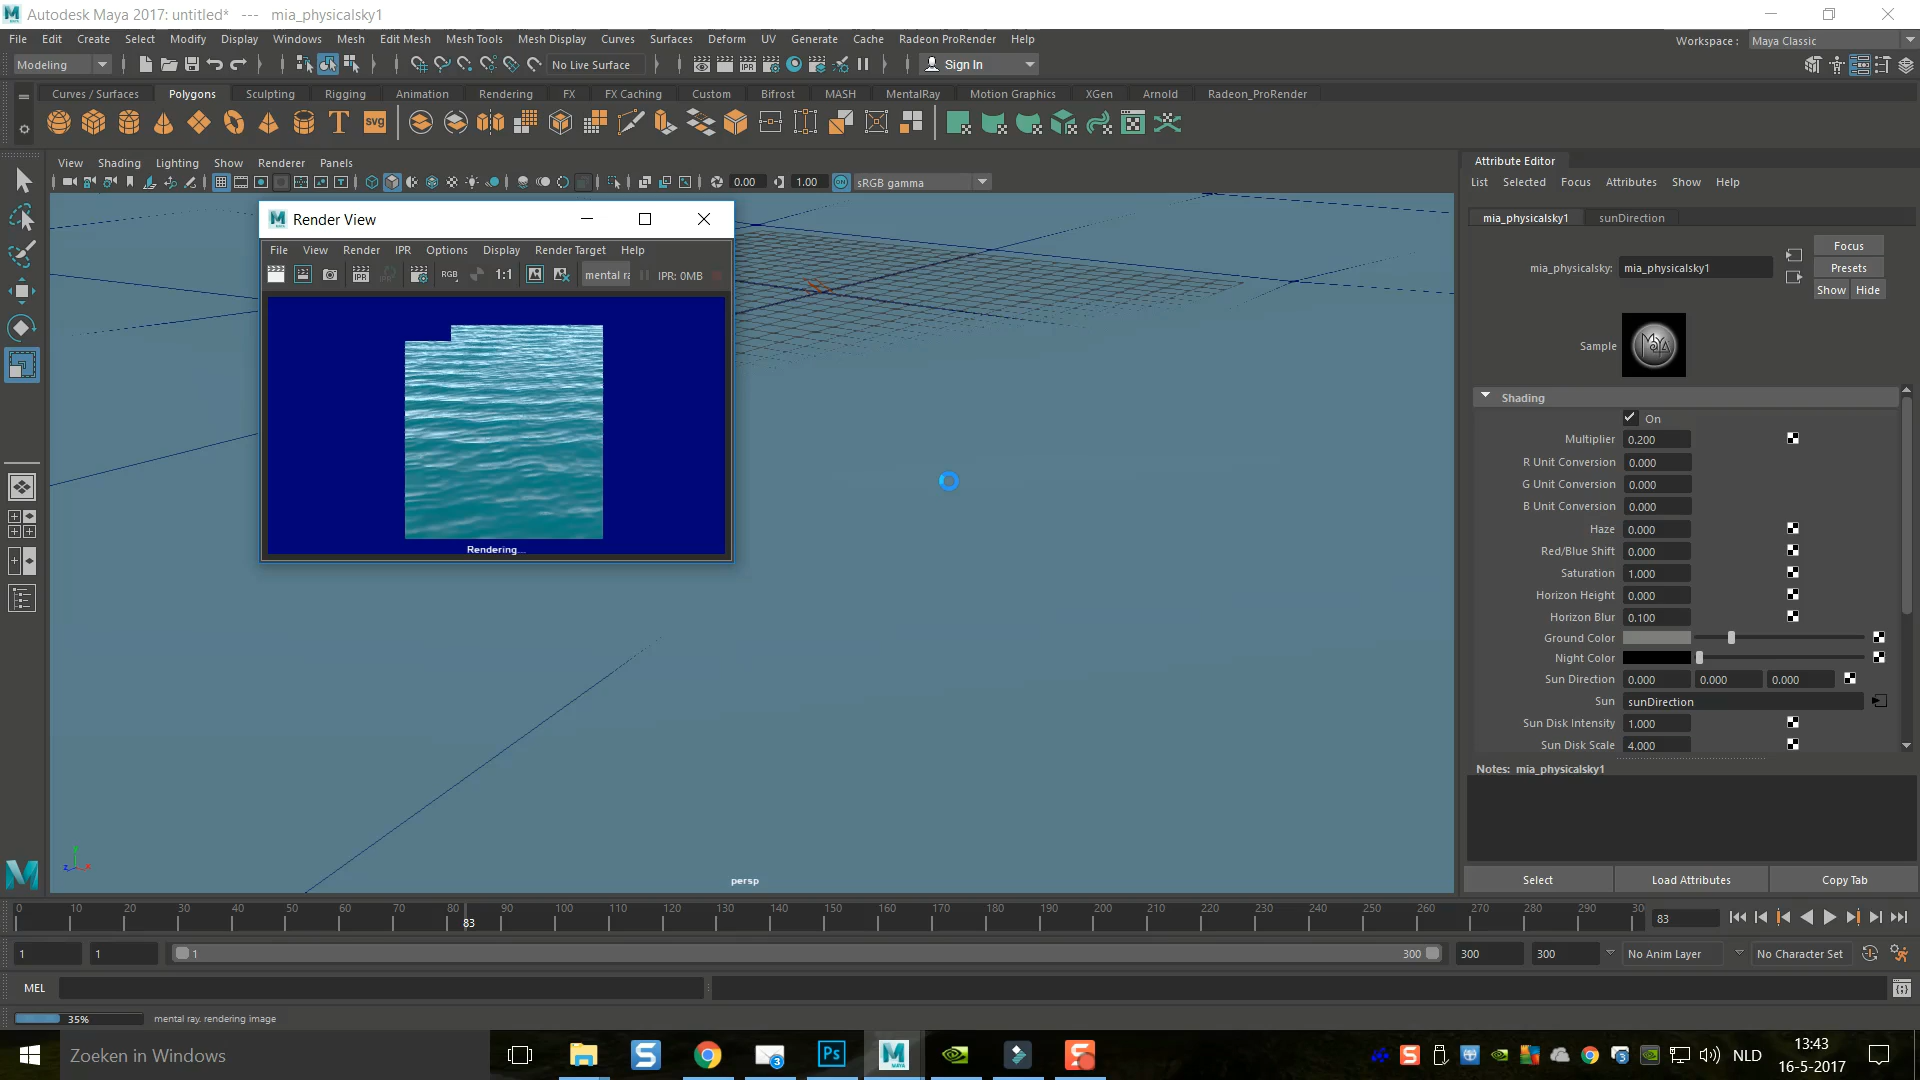 Autodesk Maya 2017: untitled* --- mia_physicalsky1
File Edit Create Select Modify Display Windows Mesh Edit Mesh Mesh Tools Mesh Display Curves Surfaces Deform UV Generate Cache Radeon ProRender Help
Workspace : Maya Classic
Modeling No Live Surface Sign In
Curves / Surfaces Polygons Sculpting Rigging Animation Rendering FX FX Caching Custom Bifrost MASH MentalRay Motion Graphics XGen Arnold Radeon_ProRender
View Shading Lighting Show Renderer Panels
0.00 1.00 sRGB gamma
Render View
File View Render IPR Options Display Render Target Help
IPR RGB 1:1 mental ra IPR: 0MB
Rendering...
persp
Attribute Editor
List Selected Focus Attributes Show Help
mia_physicalsky1 sunDirection
Focus
mia_physicalsky: mia_physicalsky1 Presets
Show Hide
Sample
Shading
On
Multiplier 0.200
R Unit Conversion 0.000
G Unit Conversion 0.000
B Unit Conversion 0.000
Haze 0.000
Red/Blue Shift 0.000
Saturation 1.000
Horizon Height 0.000
Horizon Blur 0.100
Ground Color
Night Color
Sun Direction 0.000 0.000 0.000
Sun sunDirection
Sun Disk Intensity 1.000
Sun Disk Scale 4.000
Notes: mia_physicalsky1
Select Load Attributes Copy Tab
0 10 20 30 40 50 60 70 80 90 100 110 120 130 140 150 160 170 180 190 200 210 220 230 240 250 260 270 280 290 30
83 83
1 1 1 300 300 300 No Anim Layer No Character Set
MEL
35% mental ray. rendering image
Zoeken in Windows
NLD
13:43
16-5-2017